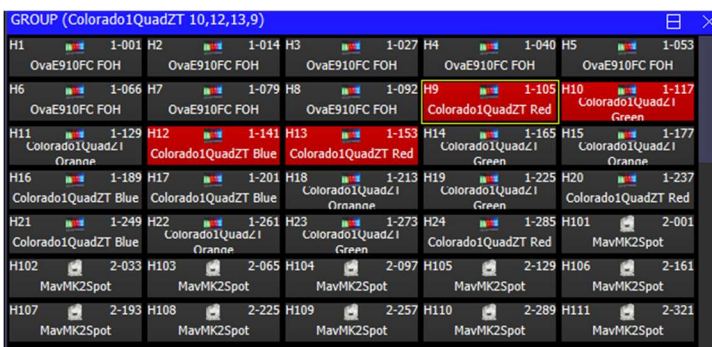 GROUP (Colorado1QuadZT 10,12,13,9)
H1 1-001 H2 1-014 H3 1-027 H4 1-040 H5 1-053
OvaE910FC FOH OvaE910FC FOH OvaE910FC FOH OvaE910FC FOH OvaE910FC FOH
H6 1-066 H7 1-079 H8 1-092 H9 1-105 H10 1-117
OvaE910FC FOH OvaE910FC FOH OvaE910FC FOH Colorado1QuadZT Red Colorado1QuadZT
Green
H11 1-129 H12 1-141 H13 1-153 H14 1-165 H15 1-177
Colorado1QuadZT Colorado1QuadZT Blue Colorado1QuadZT Red Colorado1QuadZT Colorado1QuadZT
Orange Green Orange
H16 1-189 H17 1-201 H18 1-213 H19 1-225 H20 1-237
Colorado1QuadZT Blue Colorado1QuadZT Blue Colorado1QuadZT Colorado1QuadZT Colorado1QuadZT Red
Organge Green
H21 1-249 H22 1-261 H23 1-273 H24 1-285 H101 2-001
Colorado1QuadZT Blue Colorado1QuadZT Colorado1QuadZT Colorado1QuadZT Red MavMK2Spot
Orange Green
H102 2-033 H103 2-065 H104 2-097 H105 2-129 H106 2-161
MavMK2Spot MavMK2Spot MavMK2Spot MavMK2Spot MavMK2Spot
H107 2-193 H108 2-225 H109 2-257 H110 2-289 H111 2-321
MavMK2Spot MavMK2Spot MavMK2Spot MavMK2Spot MavMK2Spot